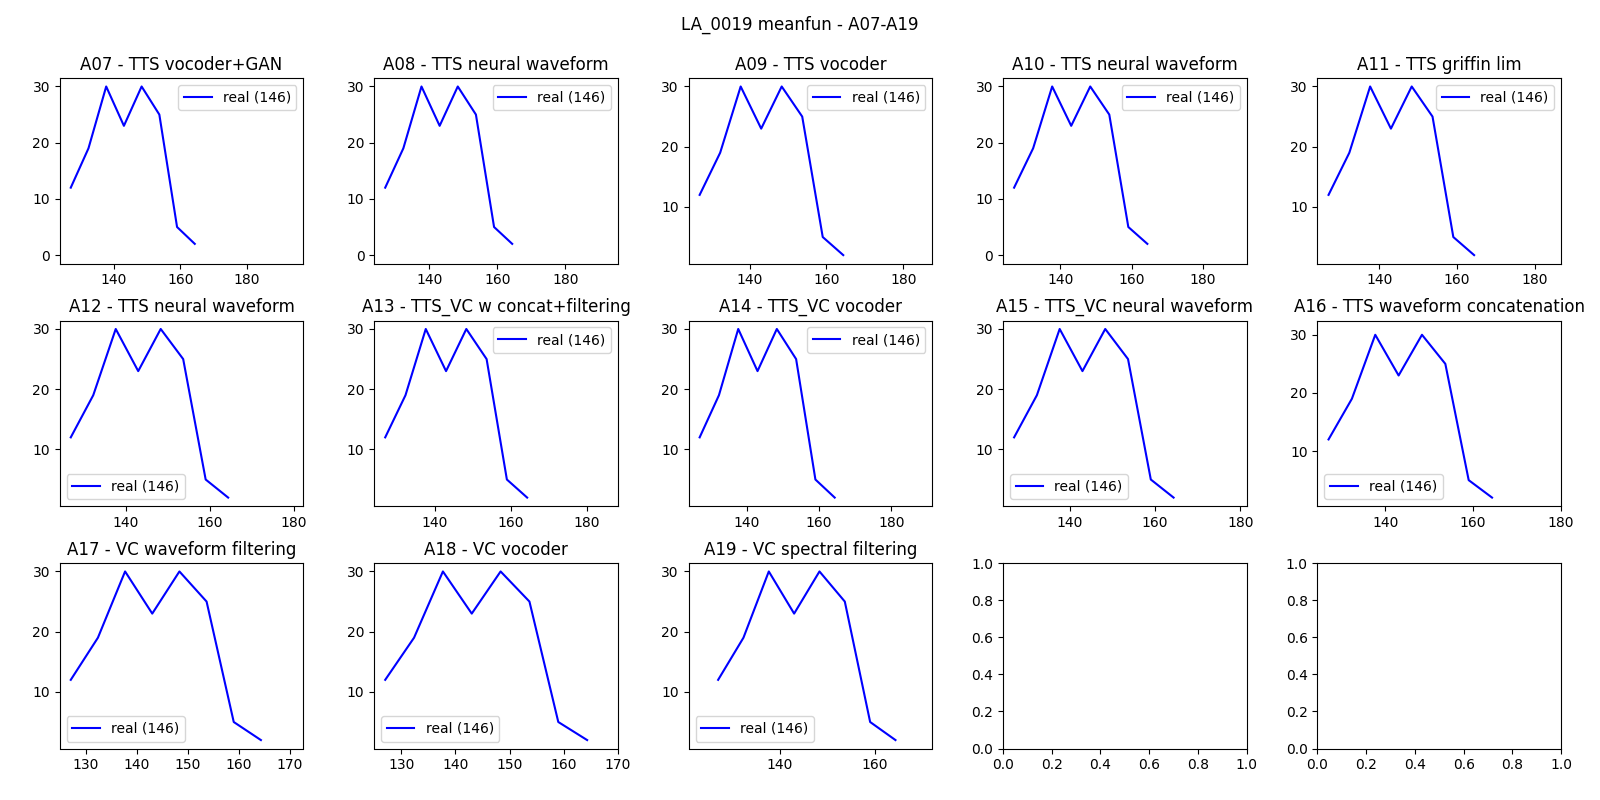 LA_0019 meanfun - A07-A19
A07 - TTS vocoder+GAN
30
20
10
0
140 160 180
real (146)
A08 - TTS neural waveform
30
20
10
0
140 160 180
real (146)
A09 - TTS vocoder
30
20
10
140 160 180
real (146)
A10 - TTS neural waveform
30
20
10
0
140 160 180
real (146)
A11 - TTS griffin lim
30
20
10
140 160 180
real (146)
A12 - TTS neural waveform
30
20
10
140 160 180
real (146)
A13 - TTS_VC w concat+filtering
30
20
10
140 160 180
real (146)
A14 - TTS_VC vocoder
30
20
10
140 160 180
real (146)
A15 - TTS_VC neural waveform
30
20
10
140 160 180
real (146)
A16 - TTS waveform concatenation
30
20
10
140 160 180
real (146)
A17 - VC waveform filtering
30
20
10
130 140 150 160 170
real (146)
A18 - VC vocoder
30
20
10
130 140 150 160 170
real (146)
A19 - VC spectral filtering
30
20
10
140 160
real (146)
1.0
0.8
0.6
0.4
0.2
0.0
0.0 0.2 0.4 0.6 0.8 1.0
1.0
0.8
0.6
0.4
0.2
0.0
0.0 0.2 0.4 0.6 0.8 1.0